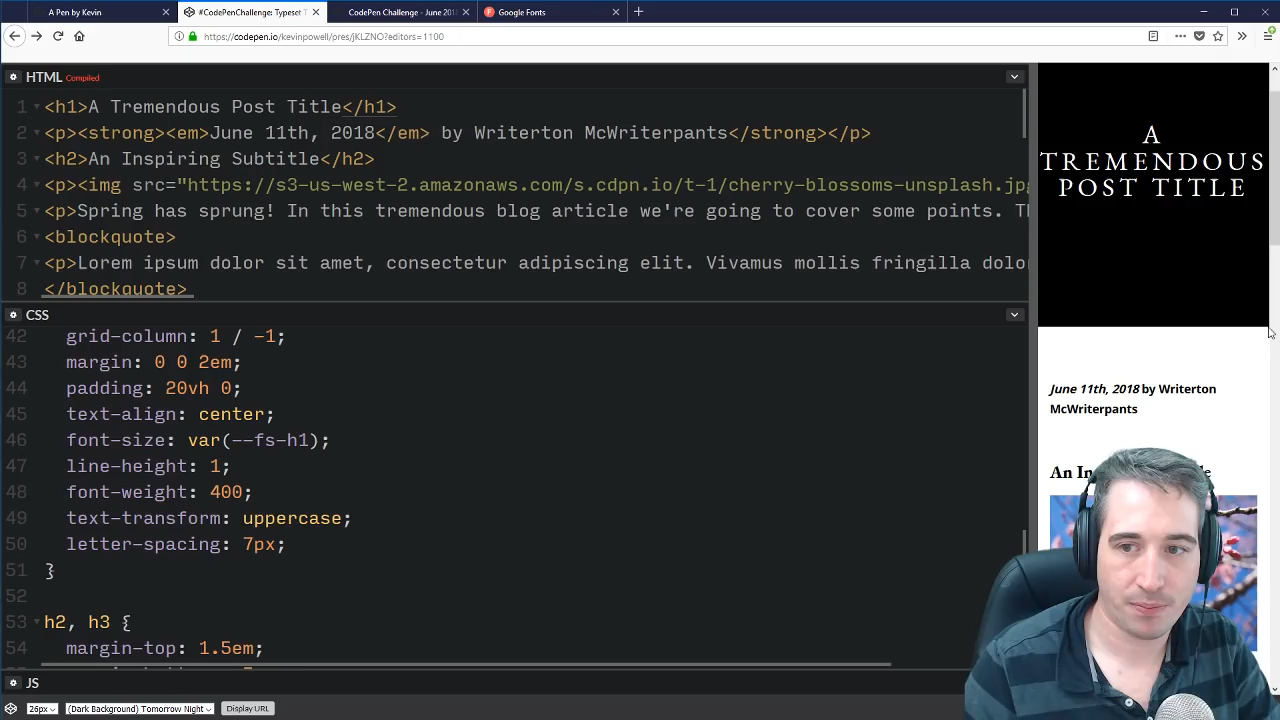 A Pen by Kevin
#CodePenChallenge: Typeset T
CodePen Challenge - June 2018
Google Fonts
https://codepen.io/kevinpowell/pres/jKLZNO?editors=1100
HTML Compiled
1 <h1>A Tremendous Post Title</h1>
2 <p><strong><em>June 11th, 2018</em> by Writerton McWriterpants</strong></p>
3 <h2>An Inspiring Subtitle</h2>
4 <p><img src="https://s3-us-west-2.amazonaws.com/s.cdpn.io/t-1/cherry-blossoms-unsplash.jpg
5 <p>Spring has sprung! In this tremendous blog article we're going to cover some points. Th
6 <blockquote>
7 <p>Lorem ipsum dolor sit amet, consectetur adipiscing elit. Vivamus mollis fringilla dolo
8 </blockquote>
CSS
42 grid-column: 1 / -1;
43 margin: 0 0 2em;
44 padding: 20vh 0;
45 text-align: center;
46 font-size: var(--fs-h1);
47 line-height: 1;
48 font-weight: 400;
49 text-transform: uppercase;
50 letter-spacing: 7px;
51 }
52
53 h2, h3 {
54 margin-top: 1.5em;
JS
26px
(Dark Background) Tomorrow Night
Display URL
A
TREMENDOUS
POST TITLE
June 11th, 2018 by Writerton
McWriterpants
An In